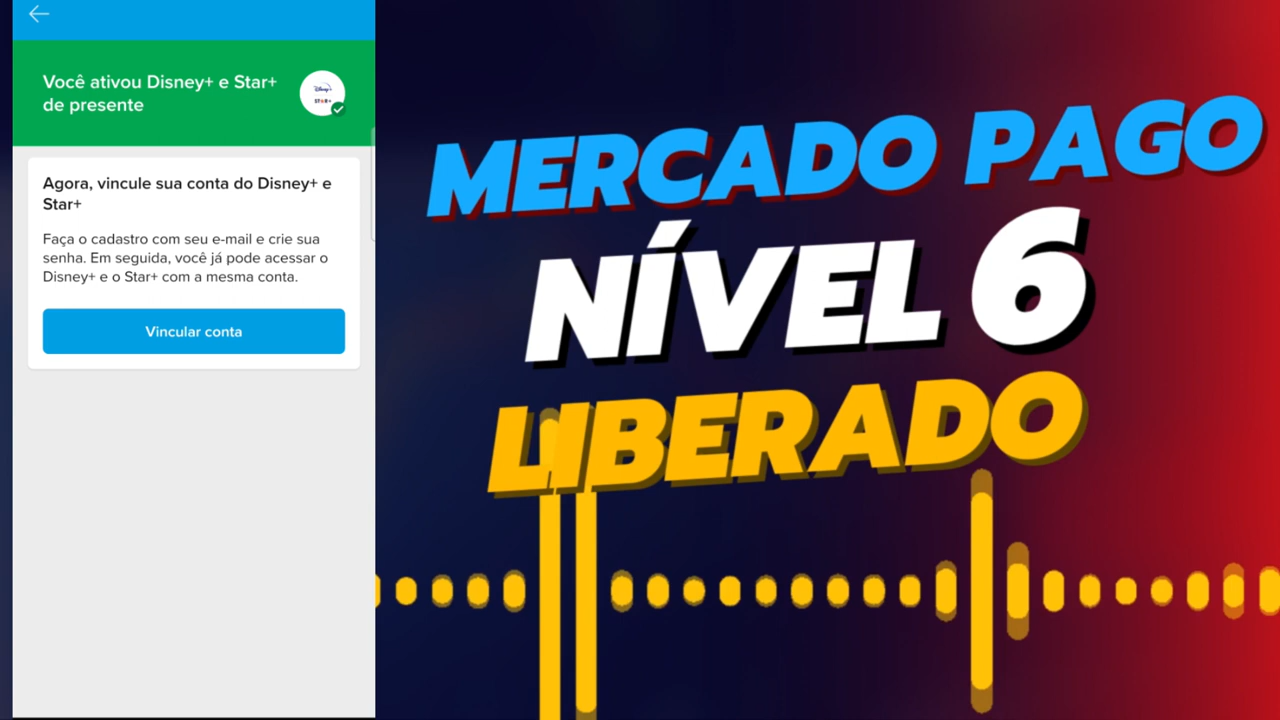 Você ativou Disney+ e Star+
de presente
Disney+
STAR+
Agora, vincule sua conta do Disney+ e
Star+
Faça o cadastro com seu e-mail e crie sua
senha. Em seguida, você já pode acessar o
Disney+ e o Star+ com a mesma conta.
Vincular conta
MERCADO PAGO
NÍVEL 6
LIBERADO